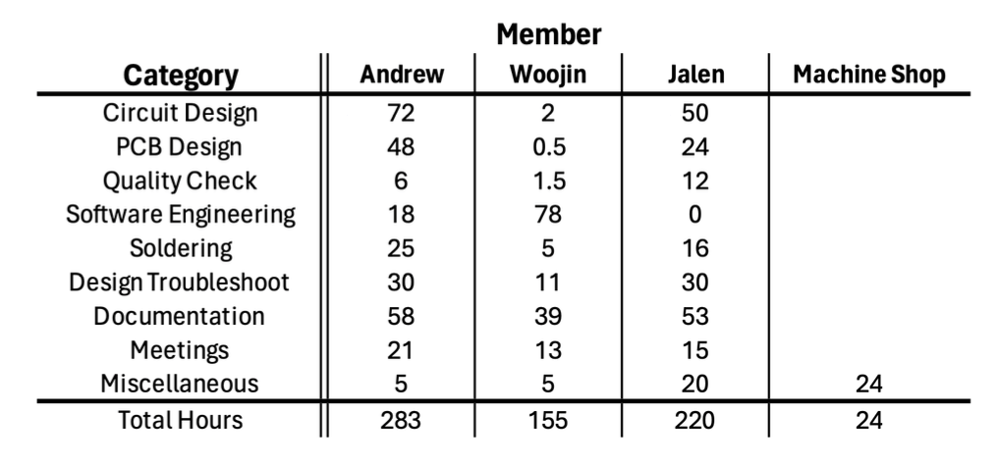 Member
Category Andrew Woojin Jalen Machine Shop
Circuit Design 72 2 50
PCB Design 48 0.5 24
Quality Check 6 1.5 12
Software Engineering 18 78 0
Soldering 25 5 16
Design Troubleshoot 30 11 30
Documentation 58 39 53
Meetings 21 13 15
Miscellaneous 5 5 20 24
Total Hours 283 155 220 24